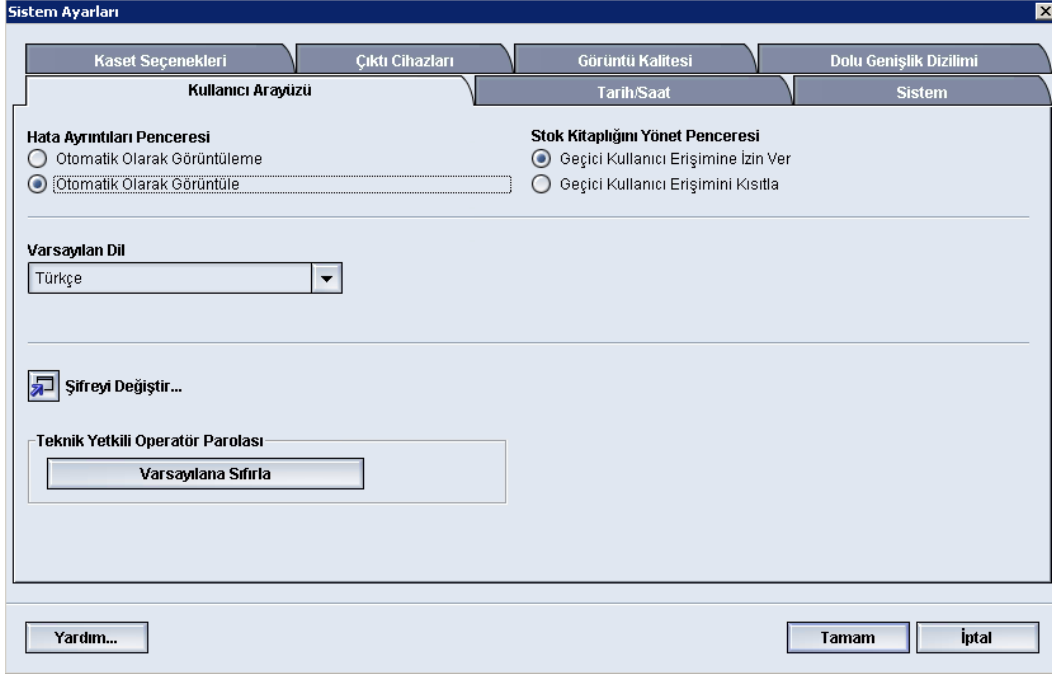 Sistem Ayarları
Kaset Seçenekleri
Çıktı Cihazları
Görüntü Kalitesi
Dolu Genişlik Dizilimi
Kullanıcı Arayüzü
Tarih/Saat
Sistem
Hata Ayrıntıları Penceresi
Otomatik Olarak Görüntüleme
Otomatik Olarak Görüntüle
Stok Kitaplığını Yönet Penceresi
Geçici Kullanıcı Erişimine İzin Ver
Geçici Kullanıcı Erişimini Kısıtla
Varsayılan Dil
Türkçe
Şifreyi Değiştir...
Teknik Yetkili Operatör Parolası
Varsayılana Sıfırla
Yardım...
Tamam
İptal